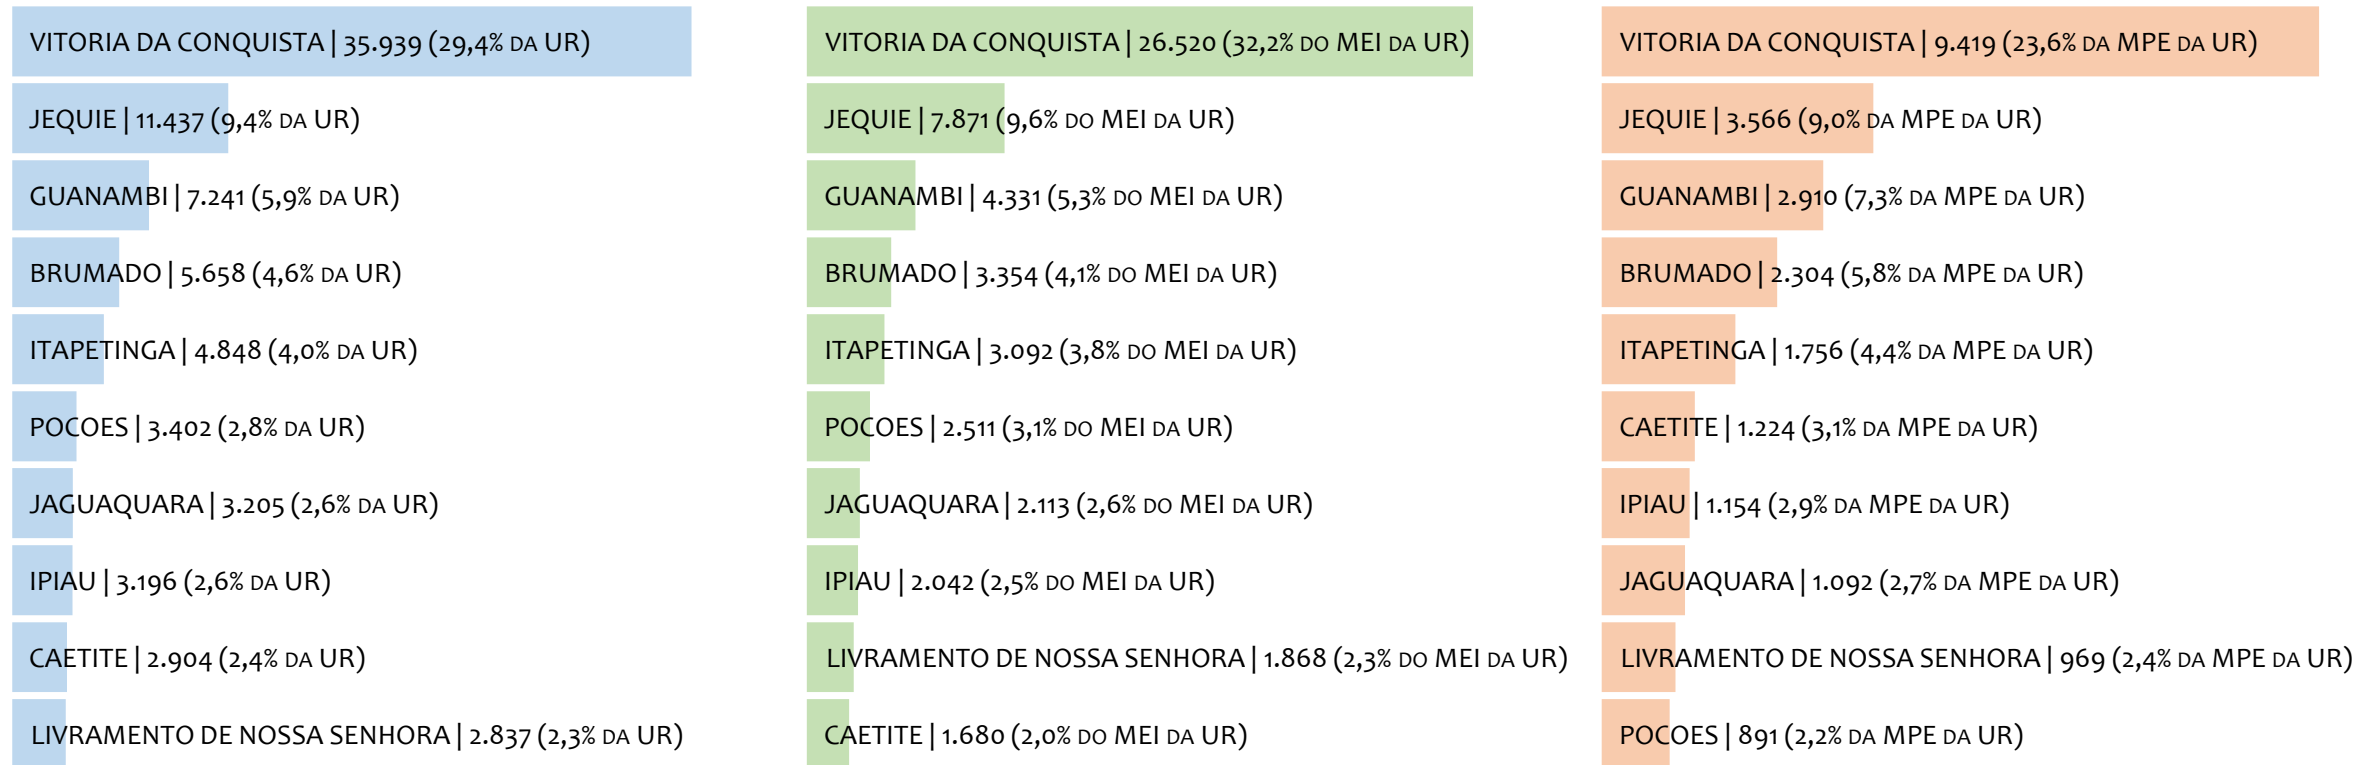 VITORIA DA CONQUISTA | 35.939 (29,4% DA UR)
JEQUIE | 11.437 (9,4% DA UR)
GUANAMBI | 7.241 (5,9% DA UR)
BRUMADO | 5.658 (4,6% DA UR)
ITAPETINGA | 4.848 (4,0% DA UR)
POCOES | 3.402 (2,8% DA UR)
JAGUAQUARA | 3.205 (2,6% DA UR)
IPIAU | 3.196 (2,6% DA UR)
CAETITE | 2.904 (2,4% DA UR)
LIVRAMENTO DE NOSSA SENHORA | 2.837 (2,3% DA UR)
VITORIA DA CONQUISTA | 26.520 (32,2% DO MEI DA UR)
JEQUIE | 7.871 (9,6% DO MEI DA UR)
GUANAMBI | 4.331 (5,3% DO MEI DA UR)
BRUMADO | 3.354 (4,1% DO MEI DA UR)
ITAPETINGA | 3.092 (3,8% DO MEI DA UR)
POCOES | 2.511 (3,1% DO MEI DA UR)
JAGUAQUARA | 2.113 (2,6% DO MEI DA UR)
IPIAU | 2.042 (2,5% DO MEI DA UR)
LIVRAMENTO DE NOSSA SENHORA | 1.868 (2,3% DO MEI DA UR)
CAETITE | 1.680 (2,0% DO MEI DA UR)
VITORIA DA CONQUISTA | 9.419 (23,6% DA MPE DA UR)
JEQUIE | 3.566 (9,0% DA MPE DA UR)
GUANAMBI | 2.910 (7,3% DA MPE DA UR)
BRUMADO | 2.304 (5,8% DA MPE DA UR)
ITAPETINGA | 1.756 (4,4% DA MPE DA UR)
CAETITE | 1.224 (3,1% DA MPE DA UR)
IPIAU | 1.154 (2,9% DA MPE DA UR)
JAGUAQUARA | 1.092 (2,7% DA MPE DA UR)
LIVRAMENTO DE NOSSA SENHORA | 969 (2,4% DA MPE DA UR)
POCOES | 891 (2,2% DA MPE DA UR)